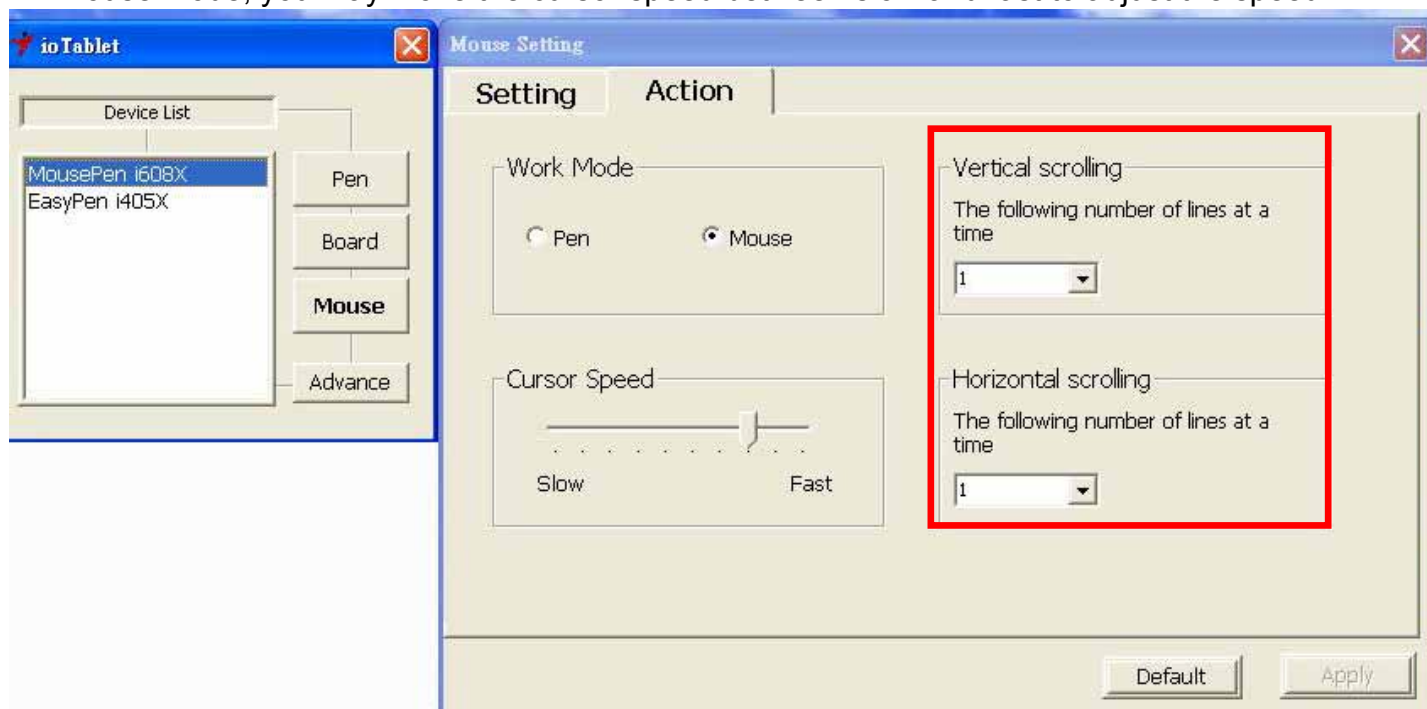 ioTablet
Device List
MousePen i608X
EasyPen i405X
Pen
Board
Mouse
Advance
Mouse Setting
Setting Action
Work Mode
Pen Mouse
Cursor Speed
Slow Fast
Vertical scrolling
The following number of lines at a
time
1
Horizontal scrolling
The following number of lines at a
time
1
Default Apply